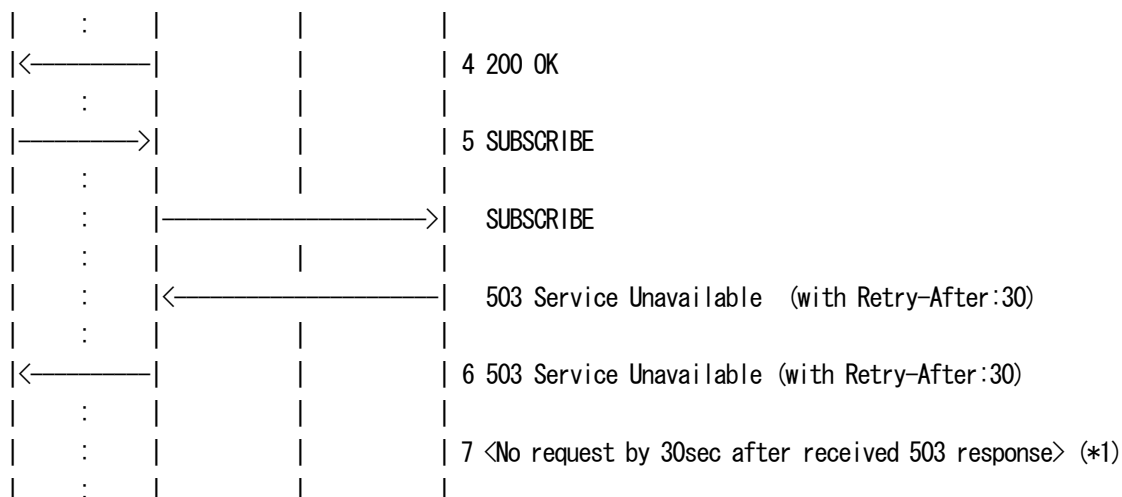 4 200 OK
5 SUBSCRIBE
SUBSCRIBE
503 Service Unavailable (with Retry-After:30)
6 503 Service Unavailable (with Retry-After:30)
7 <No request by 30sec after received 503 response> (*1)